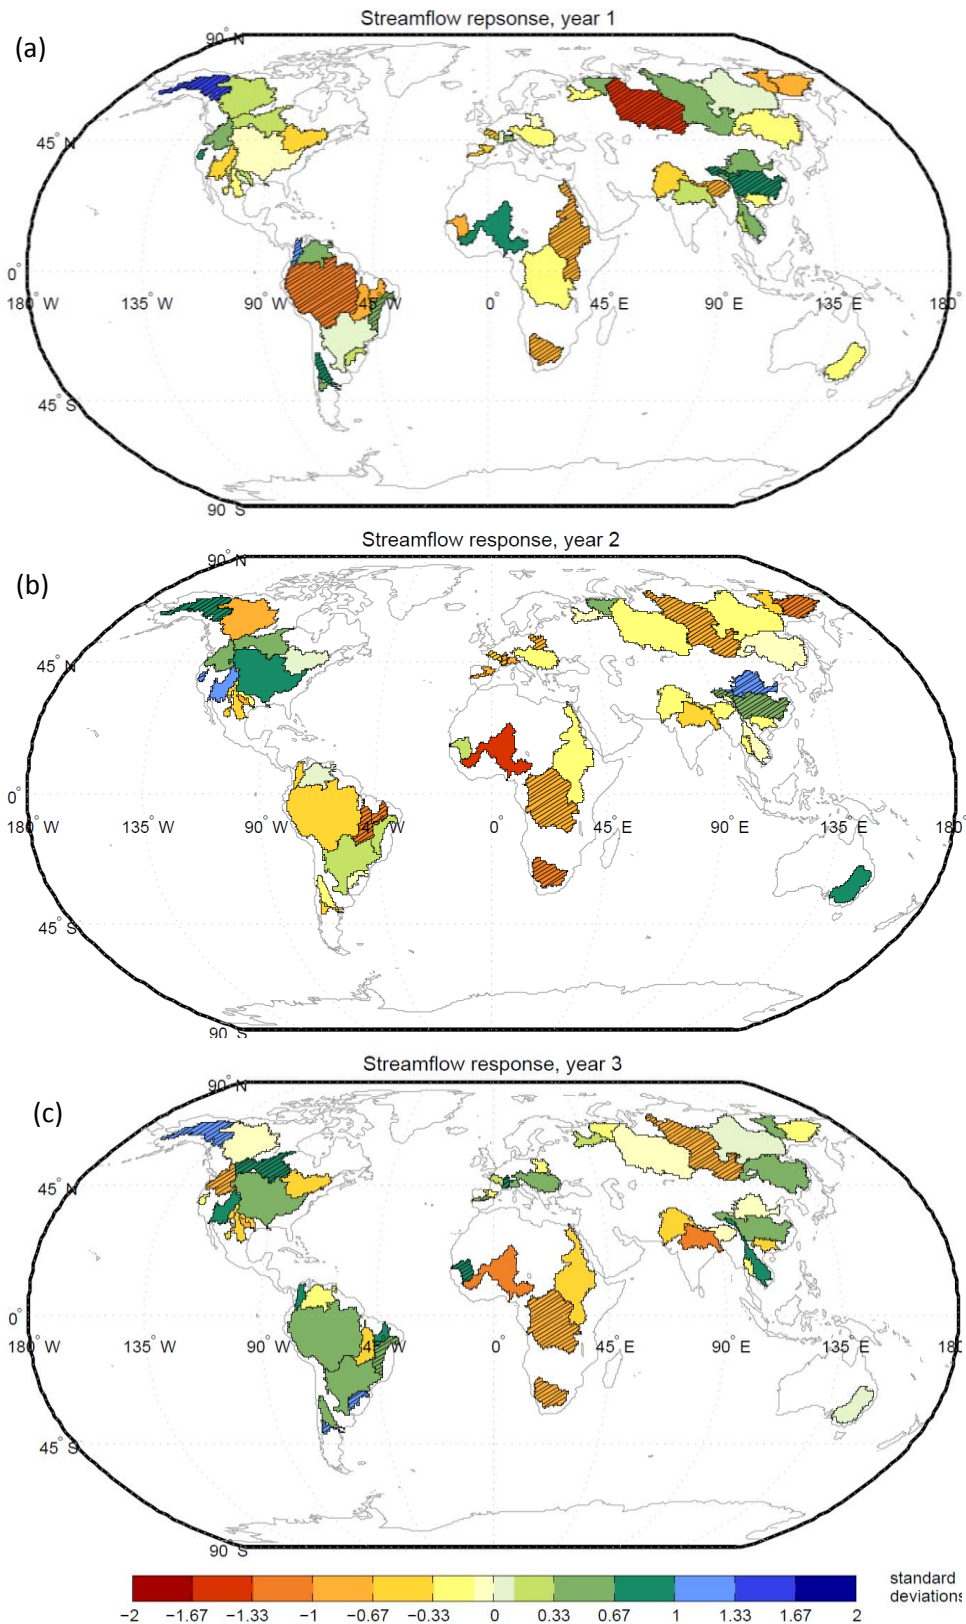 Streamflow repsonse, year 1
(a)
90° N
45° N
0°
180° W
90° W
45° W
0°
45° E
90° E
135° E
180°
45° S
90° S
Streamflow response, year 2
(b)
90° N
45° N
0°
180° W
90° W
45° W
0°
45° E
90° E
135° E
180°
45° S
90° S
Streamflow response, year 3
(c)
90° N
45° N
0°
180° W
90° W
45° W
0°
45° E
90° E
135° E
180°
45° S
90° S
standard
deviations
−2 −1.67 −1.33 −1 −0.67 −0.33 0 0.33 0.67 1 1.33 1.67 2